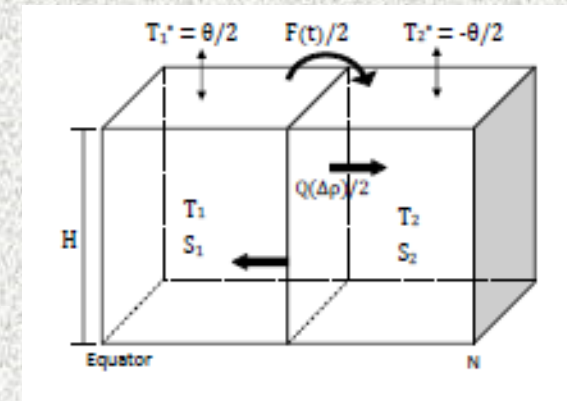 T₁* = θ/2 F(t)/2 T₂* = -θ/2
Q(Δρ)/2
T₁
T₂
H
S₁
S₂
Equator
N